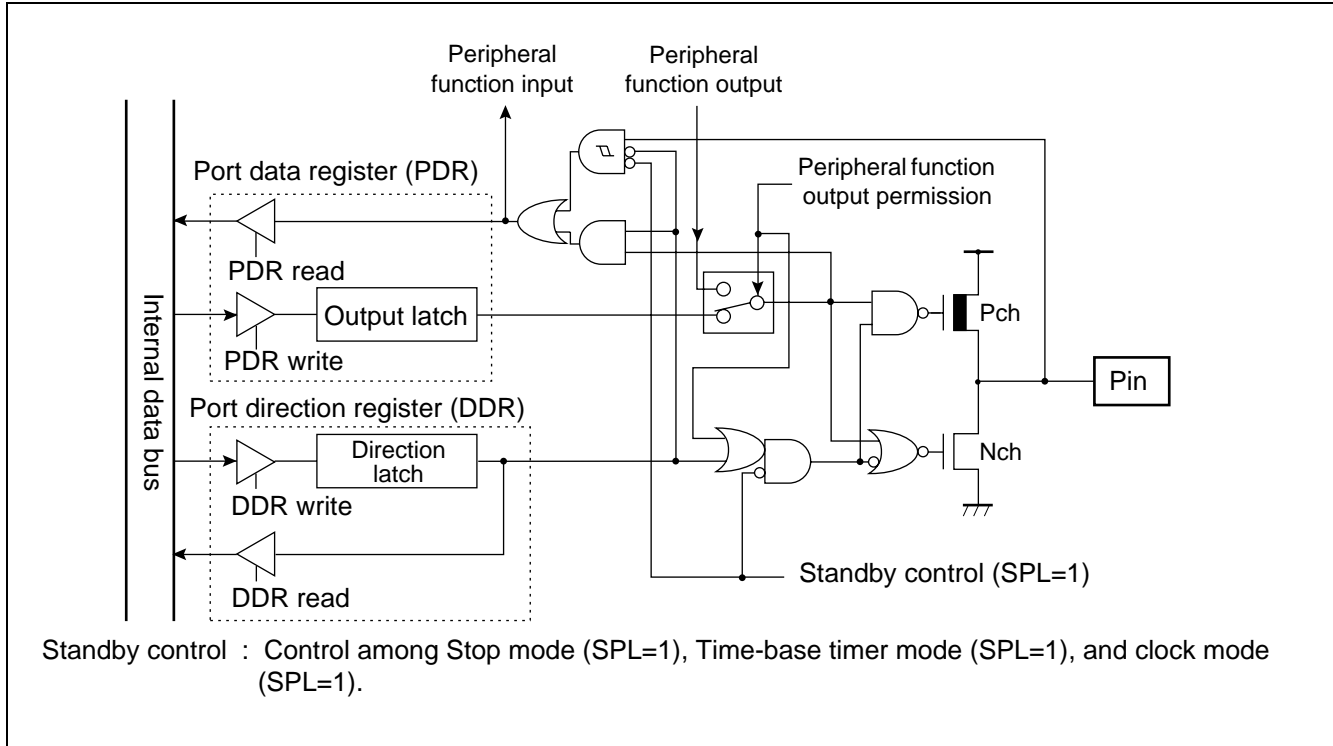 Peripheral
function input
Peripheral
function output
Port data register (PDR)
Peripheral function
output permission
PDR read
Pch
Output latch
PDR write
Pin
Internal data bus
Port direction register (DDR)
Direction
latch
Nch
DDR write
Standby control (SPL=1)
DDR read
Standby control : Control among Stop mode (SPL=1), Time-base timer mode (SPL=1), and clock mode
(SPL=1).